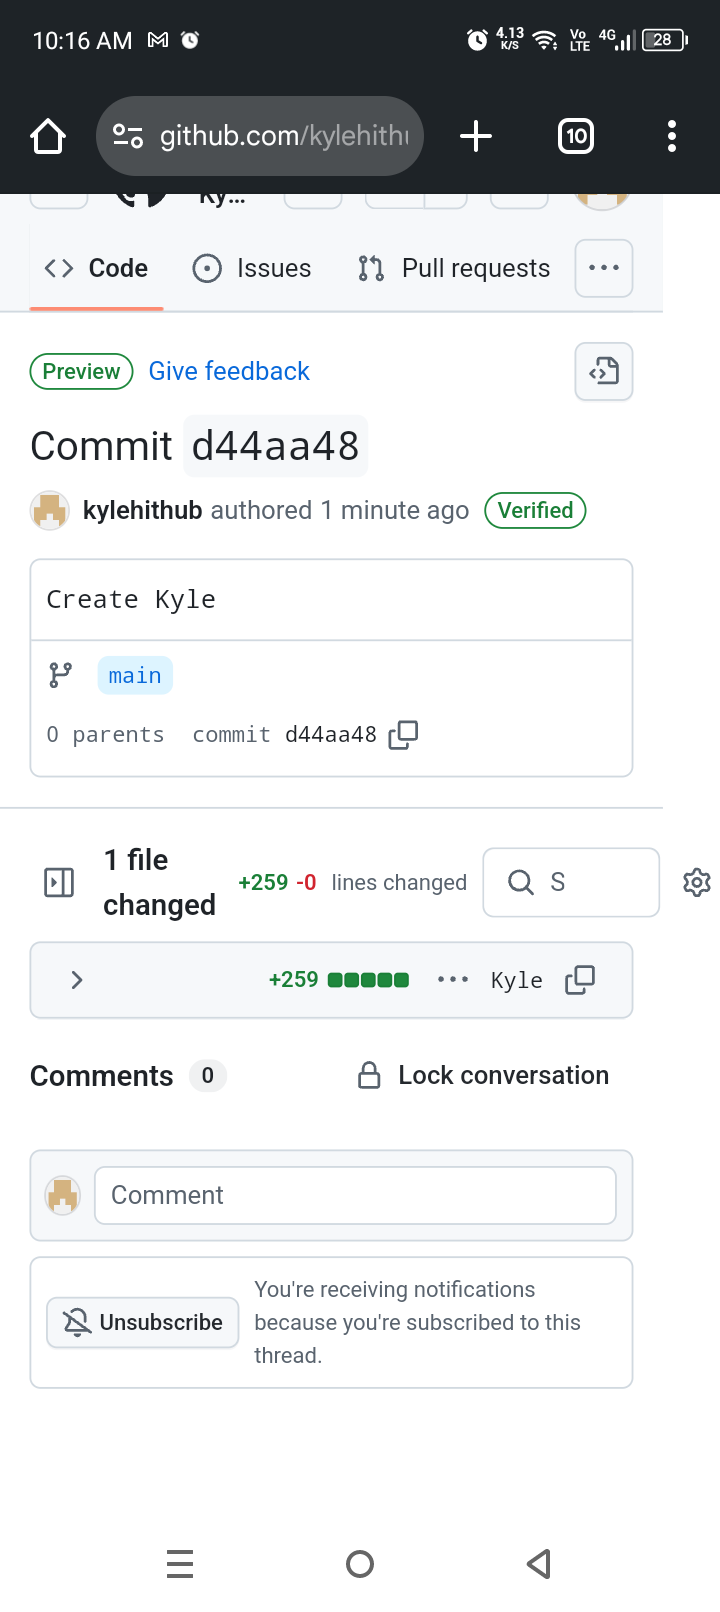 10:16 AM
4.13 K/S Vo LTE 4G 28
github.com/kylehithu
10
Ky...
Code Issues Pull requests
Preview Give feedback
Commit d44aa48
kylehithub authored 1 minute ago Verified
Create Kyle
main
0 parents commit d44aa48
1 file changed +259 -0 lines changed S
+259 Kyle
Comments 0 Lock conversation
Comment
Unsubscribe
You're receiving notifications
because you're subscribed to this
thread.